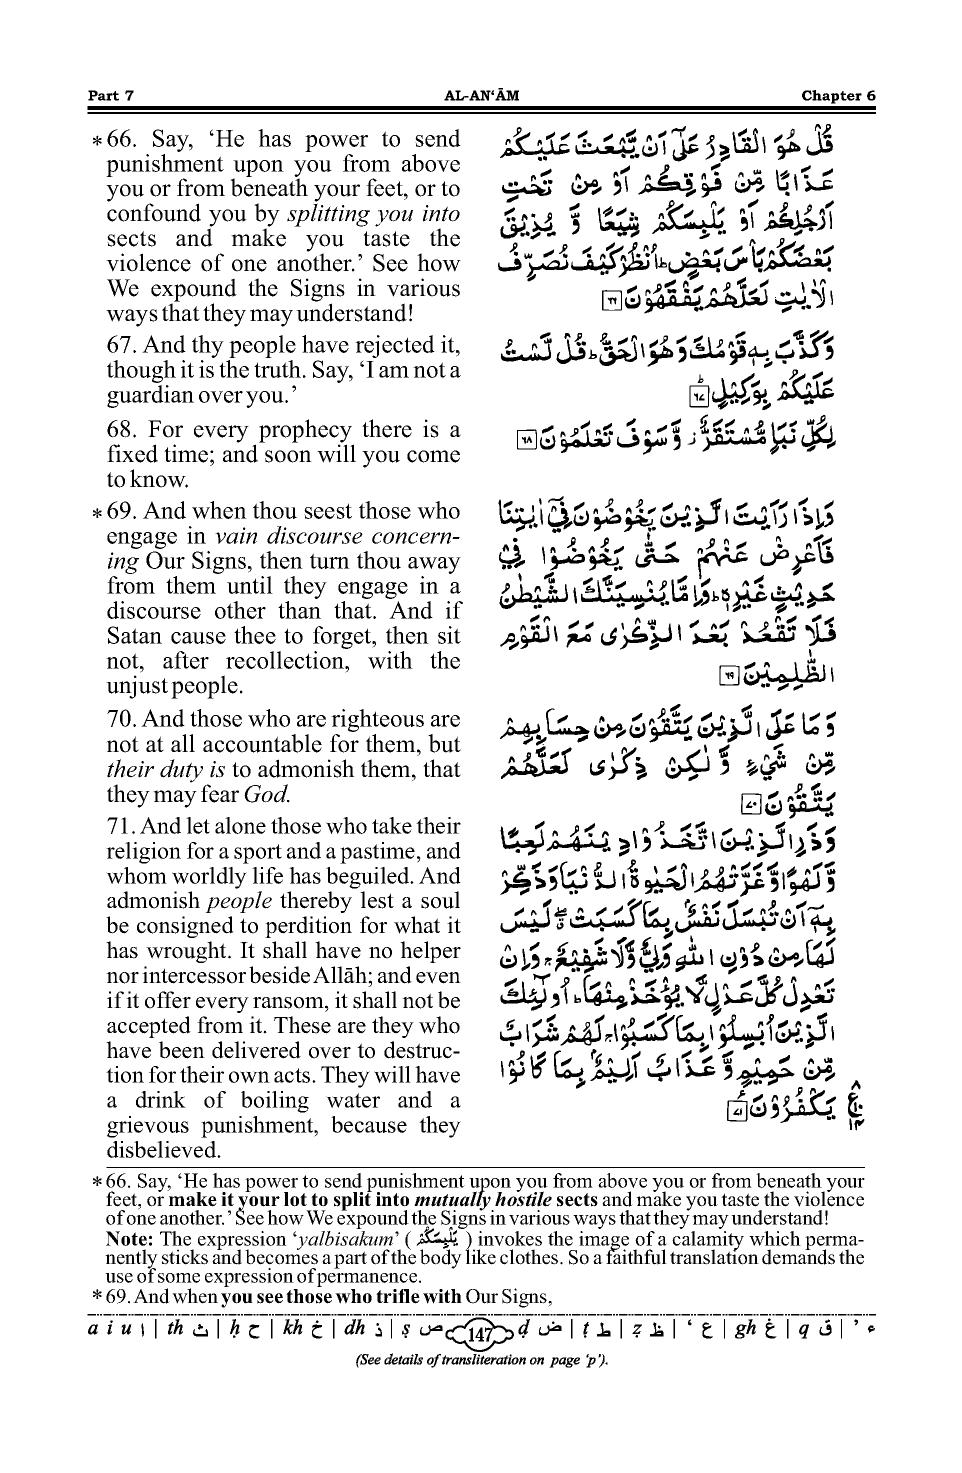 Part 7 AL-AN‘ĀM Chapter 6
*66. Say, ‘He has power to send
punishment upon you from above
you or from beneath your feet, or to
confound you by splitting you into
sects and make you taste the
violence of one another.’ See how
We expound the Signs in various
ways that they may understand!
67. And thy people have rejected it,
though it is the truth. Say, ‘I am not a
guardian over you.’
68. For every prophecy there is a
fixed time; and soon will you come
to know.
*69. And when thou seest those who
engage in vain discourse concern-
ing Our Signs, then turn thou away
from them until they engage in a
discourse other than that. And if
Satan cause thee to forget, then sit
not, after recollection, with the
unjust people.
70. And those who are righteous are
not at all accountable for them, but
their duty is to admonish them, that
they may fear God.
71. And let alone those who take their
religion for a sport and a pastime, and
whom worldly life has beguiled. And
admonish people thereby lest a soul
be consigned to perdition for what it
has wrought. It shall have no helper
nor intercessor beside Allāh; and even
if it offer every ransom, it shall not be
accepted from it. These are they who
have been delivered over to destruc-
tion for their own acts. They will have
a drink of boiling water and a
grievous punishment, because they
disbelieved.
قُلْ هُوَ الْقَادِرُ عَلٰٓى اَنْ يَّبْعَثَ عَلَيْكُمْ
عَذَابًا مِّنْ فَوْقِكُمْ اَوْ مِنْ تَحْتِ
اَرْجُلِكُمْ اَوْ يَلْبِسَكُمْ شِيَعًا وَّ يُذِيْقَ
بَعْضَكُمْ بَاْسَ بَعْضٍ ؕ اُنْظُرْ كَيْفَ نُصَرِّفُ
الْاٰيٰتِ لَعَلَّهُمْ يَفْقَهُوْنَ ۶۶
وَكَذَّبَ بِهٖ قَوْمُكَ وَهُوَ الْحَقُّ ؕ قُلْ لَّسْتُ
عَلَيْكُمْ بِوَكِيْلٍ ؕ ۶۷
لِكُلِّ نَبَاٍ مُّسْتَقَرٌّ ؗ وَّسَوْفَ تَعْلَمُوْنَ ۶۸
وَاِذَا رَاَيْتَ الَّذِيْنَ يَخُوْضُوْنَ فِيْٓ اٰيٰتِنَا
فَاَعْرِضْ عَنْهُمْ حَتّٰى يَخُوْضُوْا فِيْ
حَدِيْثٍ غَيْرِهٖ ؕ وَاِمَّا يُنْسِيَنَّكَ الشَّيْطٰنُ
فَلَا تَقْعُدْ بَعْدَ الذِّكْرٰى مَعَ الْقَوْمِ
الظّٰلِمِيْنَ ۶۹
وَ مَا عَلَى الَّذِيْنَ يَتَّقُوْنَ مِنْ حِسَابِهِمْ
مِّنْ شَيْءٍ وَّ لٰكِنْ ذِكْرٰى لَعَلَّهُمْ
يَتَّقُوْنَ ۷۰
وَ ذَرِ الَّذِيْنَ اتَّخَذُوْا دِيْنَهُمْ لَعِبًا
وَّ لَهْوًا وَّ غَرَّتْهُمُ الْحَيٰوةُ الدُّنْيَا وَ ذَكِّرْ
بِهٖٓ اَنْ تُبْسَلَ نَفْسٌۢ بِمَا كَسَبَتْ ۖ لَيْسَ
لَهَا مِنْ دُوْنِ اللّٰهِ وَلِيٌّ وَّلَا شَفِيْعٌ ۚ وَ اِنْ
تَعْدِلْ كُلَّ عَدْلٍ لَّا يُؤْخَذْ مِنْهَا ؕ اُولٰٓئِكَ
الَّذِيْنَ اُبْسِلُوْا بِمَا كَسَبُوْا ۚ لَهُمْ شَرَابٌ
مِّنْ حَمِيْمٍ وَّ عَذَابٌ اَلِيْمٌۢ بِمَا كَانُوْا
يَكْفُرُوْنَ ۷۱
*66. Say, ‘He has power to send punishment upon you from above you or from beneath your
feet, or make it your lot to split into mutually hostile sects and make you taste the violence
of one another.’ See how We expound the Signs in various ways that they may understand!
Note: The expression ‘yalbisakum’ ( يَلْبِسَكُمْ ) invokes the image of a calamity which perma-
nently sticks and becomes a part of the body like clothes. So a faithful translation demands the
use of some expression of permanence.
*69. And when you see those who trifle with Our Signs,
a i u ا | th ث | ḥ ح | kh خ | dh ذ | ṣ ص 147 ḍ ض | ṭ ط | ẓ ظ | ‘ ع | gh غ | q ق | ’ ء
(See details of transliteration on page ‘p’).